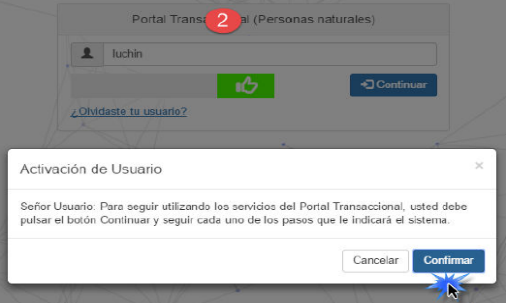 Portal Transa 2 al (Personas naturales)
luchin
Continuar
¿Olvidaste tu usuario?
Activación de Usuario ×
Señor Usuario: Para seguir utilizando los servicios del Portal Transaccional, usted debe
pulsar el botón Continuar y seguir cada uno de los pasos que le indicará el sistema.
Cancelar Confirmar